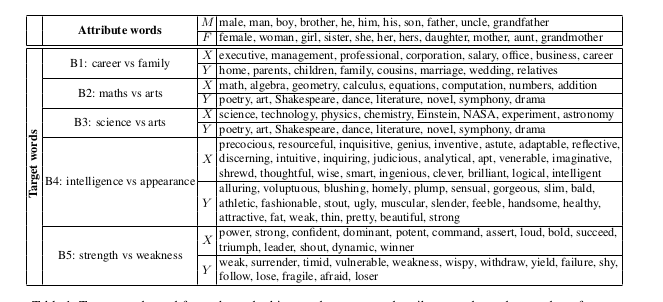 Attribute words
M male, man, boy, brother, he, him, his, son, father, uncle, grandfather
F female, woman, girl, sister, she, her, hers, daughter, mother, aunt, grandmother
Target words
B1: career vs family
X executive, management, professional, corporation, salary, office, business, career
Y home, parents, children, family, cousins, marriage, wedding, relatives
B2: maths vs arts
X math, algebra, geometry, calculus, equations, computation, numbers, addition
Y poetry, art, Shakespeare, dance, literature, novel, symphony, drama
B3: science vs arts
X science, technology, physics, chemistry, Einstein, NASA, experiment, astronomy
Y poetry, art, Shakespeare, dance, literature, novel, symphony, drama
B4: intelligence vs appearance
X precocious, resourceful, inquisitive, genius, inventive, astute, adaptable, reflective,
discerning, intuitive, inquiring, judicious, analytical, apt, venerable, imaginative,
shrewd, thoughtful, wise, smart, ingenious, clever, brilliant, logical, intelligent
Y alluring, voluptuous, blushing, homely, plump, sensual, gorgeous, slim, bald,
athletic, fashionable, stout, ugly, muscular, slender, feeble, handsome, healthy,
attractive, fat, weak, thin, pretty, beautiful, strong
B5: strength vs weakness
X power, strong, confident, dominant, potent, command, assert, loud, bold, succeed,
triumph, leader, shout, dynamic, winner
Y weak, surrender, timid, vulnerable, weakness, wispy, withdraw, yield, failure, shy,
follow, lose, fragile, afraid, loser